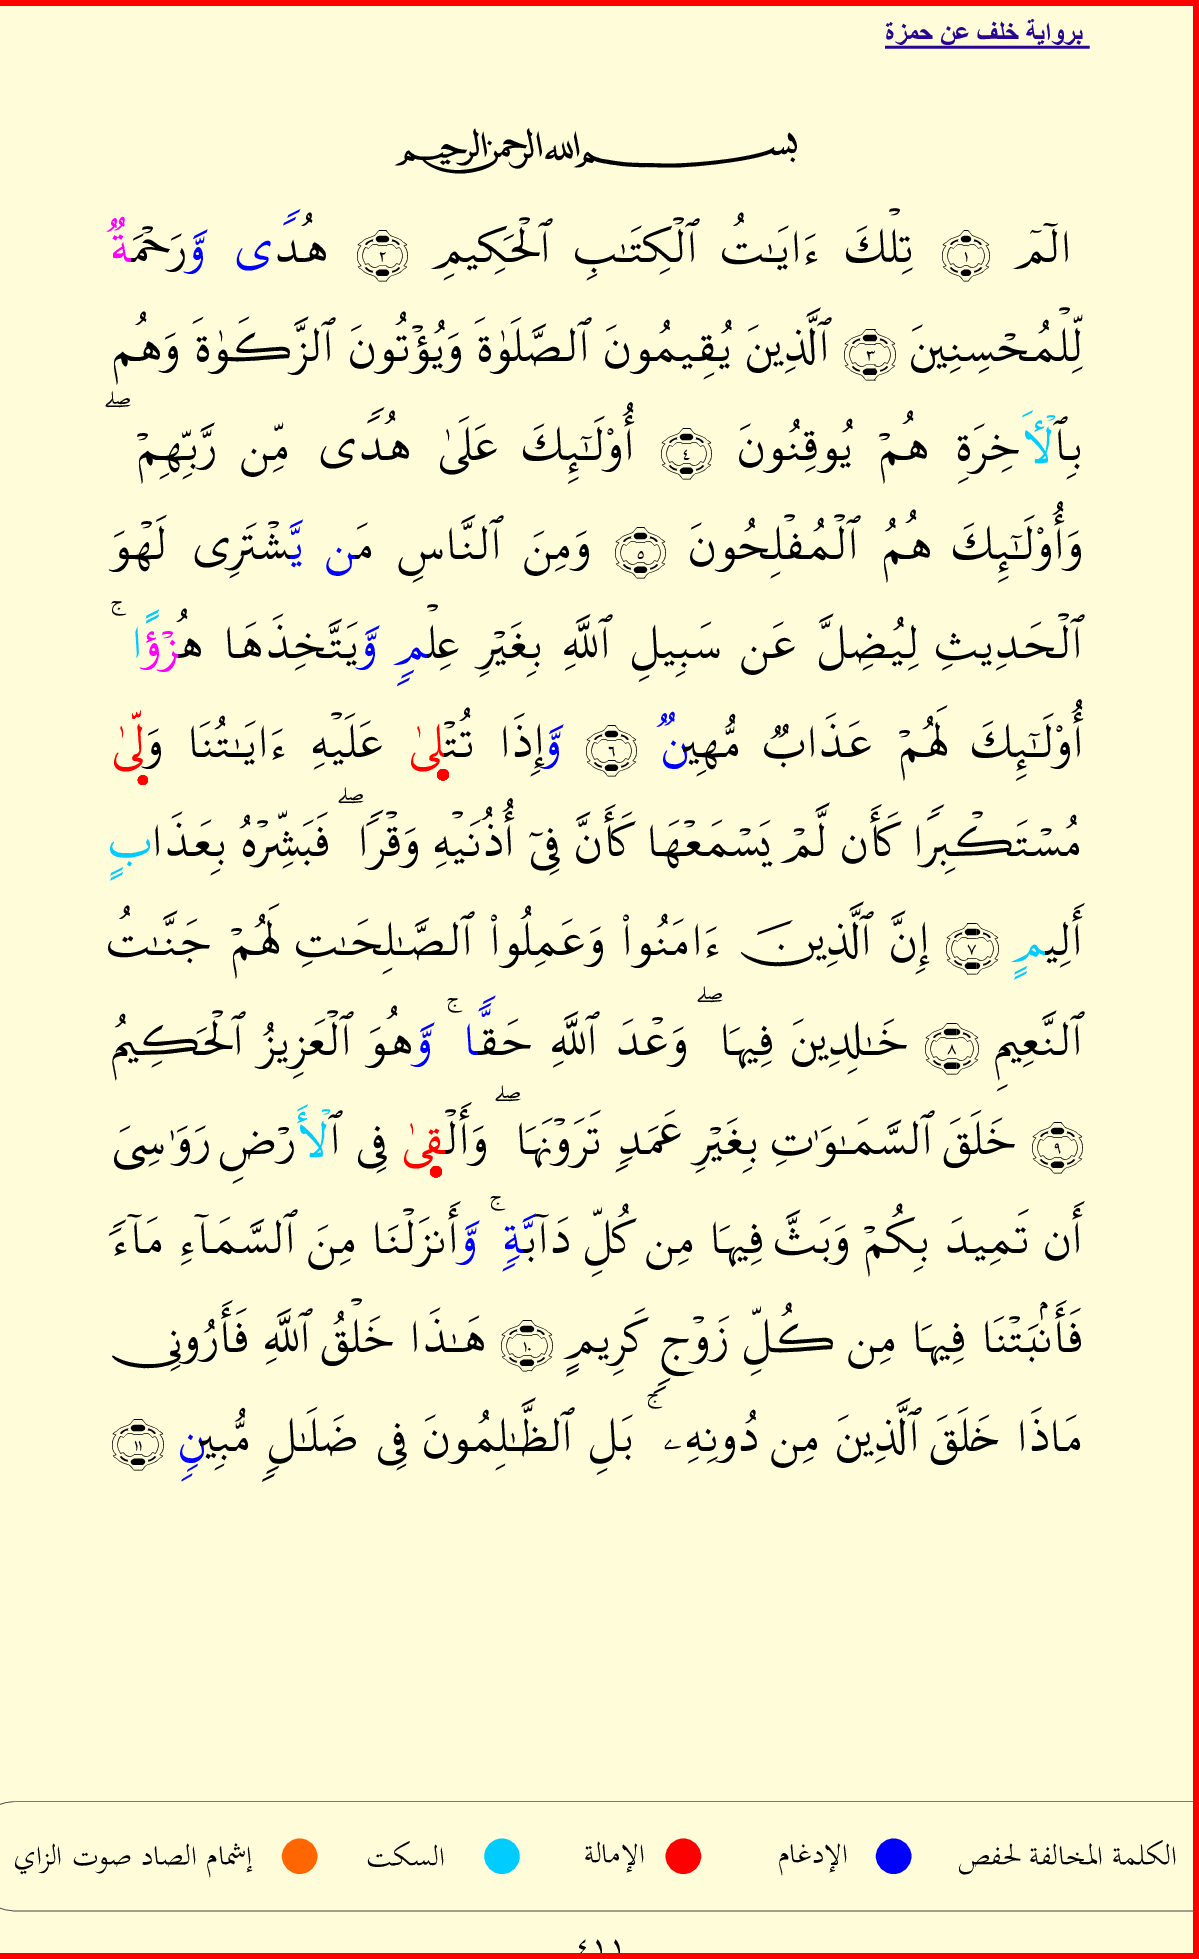 برواية خلف عن حمزة
بسم الله الرحمن الرحيم
الٓمٓ ١ تِلْكَ ءَايَـٰتُ ٱلْكِتَـٰبِ ٱلْحَكِيمِ ٢ هُدًى وَّرَحْمَةٌ
لِّلْمُحْسِنِينَ ٣ ٱلَّذِينَ يُقِيمُونَ ٱلصَّلَوٰةَ وَيُؤْتُونَ ٱلزَّكَوٰةَ وَهُم
بِٱلْأَخِرَةِ هُمْ يُوقِنُونَ ٤ أُوْلَـٰٓئِكَ عَلَىٰ هُدًى مِّن رَّبِّهِمْ ۖ
وَأُوْلَـٰٓئِكَ هُمُ ٱلْمُفْلِحُونَ ٥ وَمِنَ ٱلنَّاسِ مَن يَّشْتَرِى لَهْوَ
ٱلْحَدِيثِ لِيُضِلَّ عَن سَبِيلِ ٱللَّهِ بِغَيْرِ عِلْمٍ وَّيَتَّخِذَهَا هُزْؤًا ۚ
أُوْلَـٰٓئِكَ لَهُمْ عَذَابٌ مُّهِينٌ ٦ وَّإِذَا تُتْلِىٰ عَلَيْهِ ءَايَـٰتُنَا وَلِّىٰ
مُسْتَكْبِرًا كَأَن لَّمْ يَسْمَعْهَا كَأَنَّ فِىٓ أُذُنَيْهِ وَقْرًا ۖ فَبَشِّرْهُ بِعَذَابٍ
أَلِيمٍ ٧ إِنَّ ٱلَّذِينَ ءَامَنُواْ وَعَمِلُواْ ٱلصَّـٰلِحَـٰتِ لَهُمْ جَنَّـٰتُ
ٱلنَّعِيمِ ٨ خَـٰلِدِينَ فِيهَا ۖ وَعْدَ ٱللَّهِ حَقًّا ۚ وَّهُوَ ٱلْعَزِيزُ ٱلْحَكِيمُ
٩ خَلَقَ ٱلسَّمَـٰوَٰتِ بِغَيْرِ عَمَدٍ تَرَوْنَهَا ۖ وَأَلْقِىٰ فِى ٱلْأَرْضِ رَوَٰسِىَ
أَن تَمِيدَ بِكُمْ وَبَثَّ فِيهَا مِن كُلِّ دَآبَّةٍ ۚ وَّأَنزَلْنَا مِنَ ٱلسَّمَآءِ مَآءً
فَأَنۢبَتْنَا فِيهَا مِن كُلِّ زَوْجٍ كَرِيمٍ ١٠ هَـٰذَا خَلْقُ ٱللَّهِ فَأَرُونِى
مَاذَا خَلَقَ ٱلَّذِينَ مِن دُونِهِۦ ۚ بَلِ ٱلظَّـٰلِمُونَ فِى ضَلَـٰلٍ مُّبِينٍ ١١
الكلمة المخالفة لحفص الإدغام الإمالة السكت إشمام الصاد صوت الزاي
٤١١